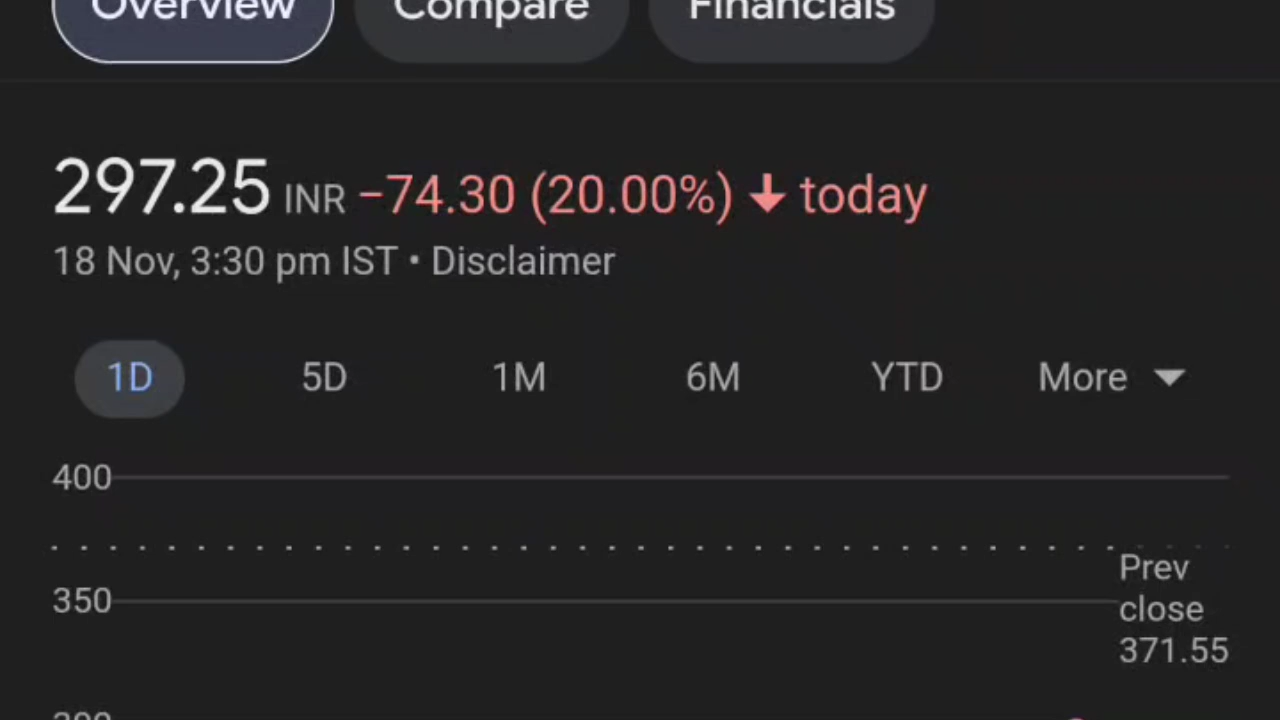 Overview Compare Financials
297.25 INR −74.30 (20.00%) ↓ today
18 Nov, 3:30 pm IST • Disclaimer
1D 5D 1M 6M YTD More
400
Prev
350 close
371.55
300